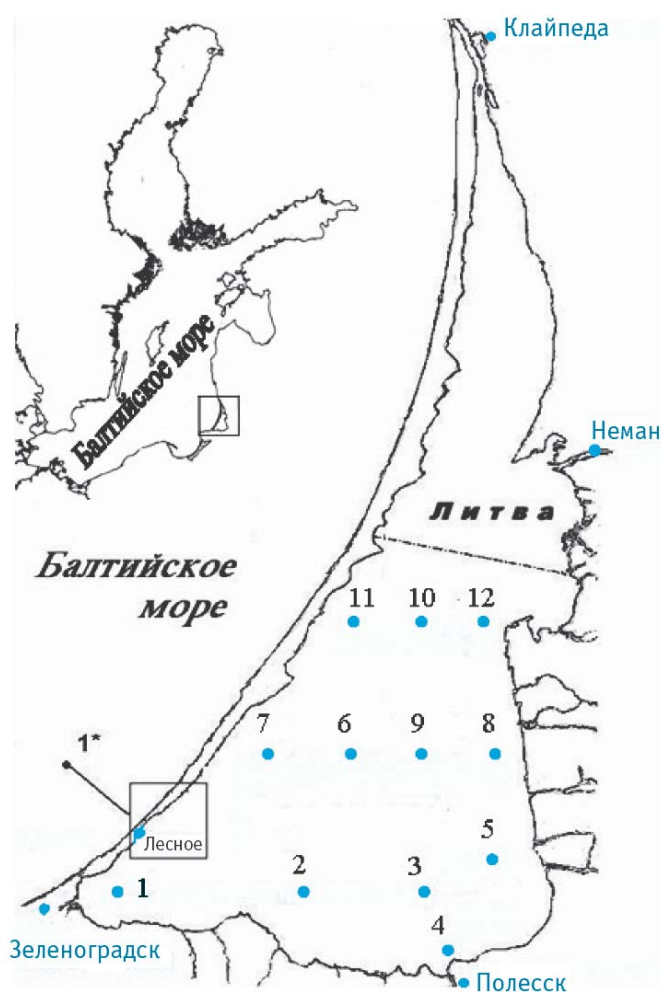 Клайпеда
Балтийское море
Неман
Литва
Балтийское
море
11 10 12
7 6 9 8
1*
Лесное
5
1 2 3
4
Зеленоградск
Полесск